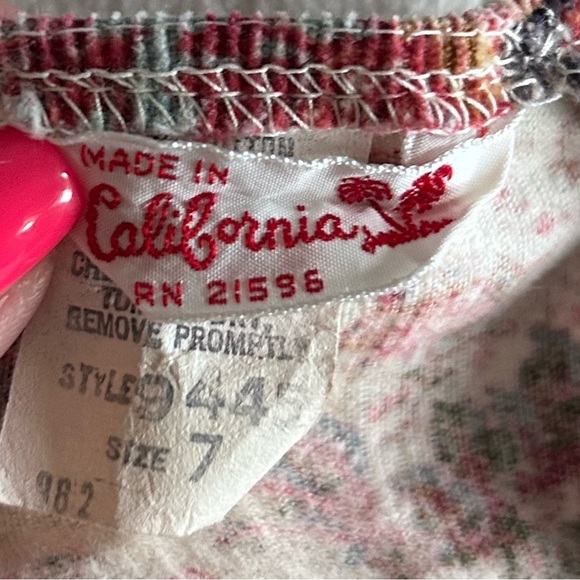 MADE IN
California
RN 21596
REMOVE PROMPTLY
STYLE 944
SIZE 7
982